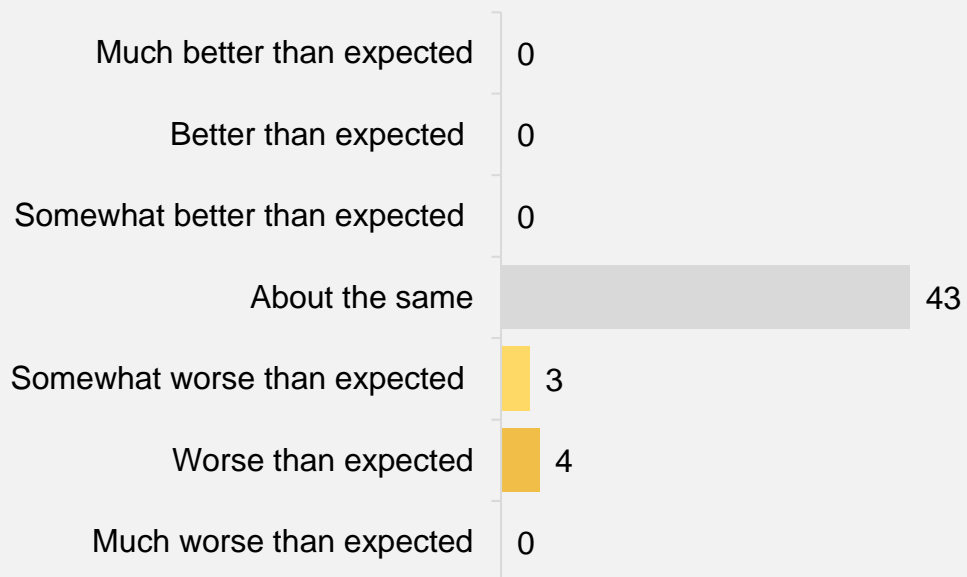 Much better than expected 0
Better than expected 0
Somewhat better than expected 0
About the same 43
Somewhat worse than expected 3
Worse than expected 4
Much worse than expected 0